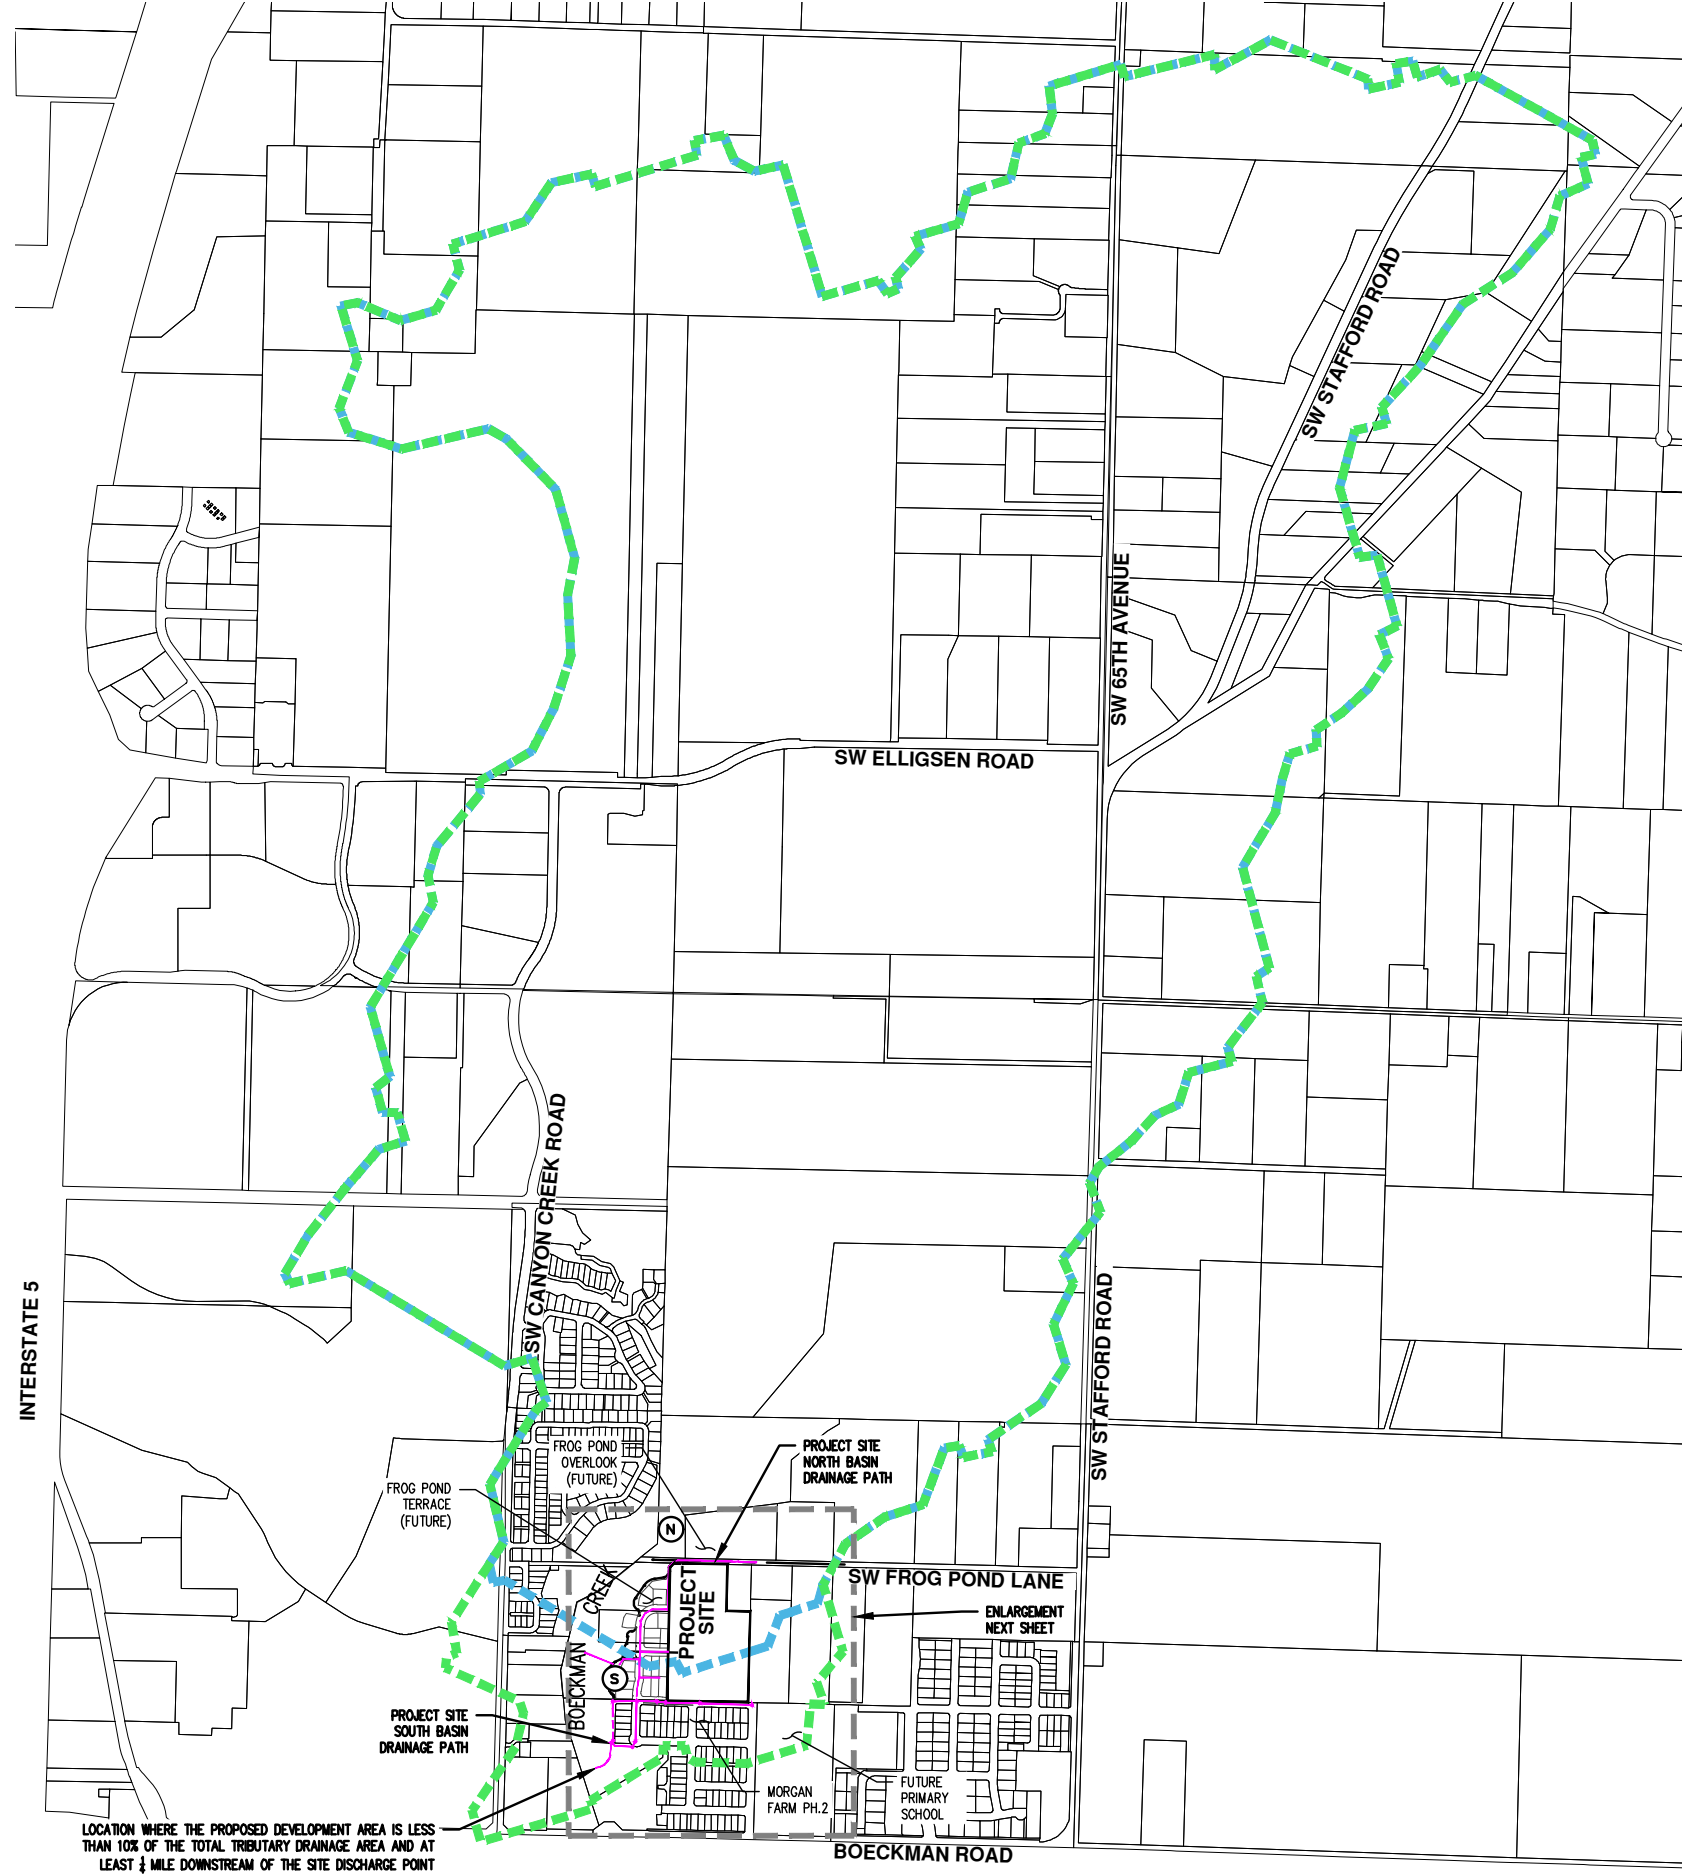 SW STAFFORD ROAD
SW 65TH AVENUE
SW ELLIGSEN ROAD
SW CANYON CREEK ROAD
INTERSTATE 5
SW STAFFORD ROAD
FROG POND
OVERLOOK
(FUTURE)
PROJECT SITE
NORTH BASIN
DRAINAGE PATH
FROG POND
TERRACE
(FUTURE)
N
SW FROG POND LANE
PROJECT
SITE
BOECKMAN CREEK
ENLARGEMENT
NEXT SHEET
S
PROJECT SITE
SOUTH BASIN
DRAINAGE PATH
MORGAN
FARM PH.2
FUTURE
PRIMARY
SCHOOL
LOCATION WHERE THE PROPOSED DEVELOPMENT AREA IS LESS
THAN 10% OF THE TOTAL TRIBUTARY DRAINAGE AREA AND AT
LEAST MILE DOWNSTREAM OF THE SITE DISCHARGE POINT
BOECKMAN ROAD